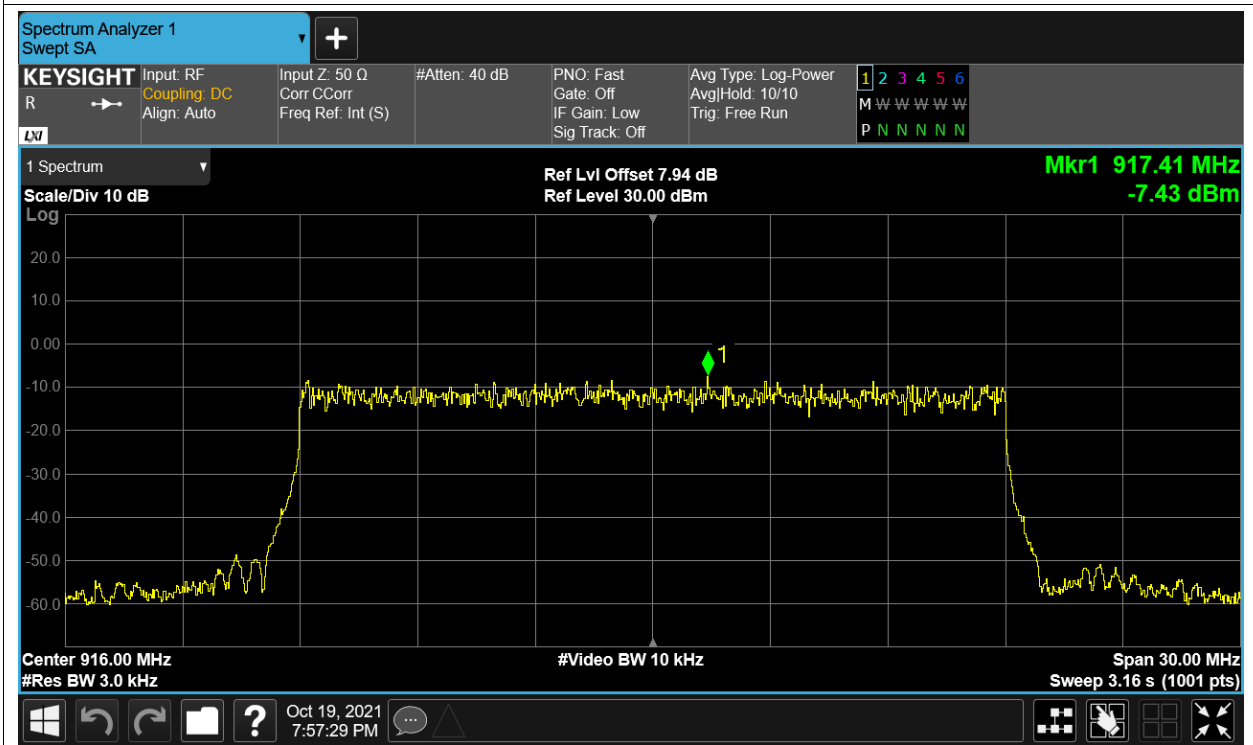 Spectrum Analyzer 1
Swept SA
+
KEYSIGHT
R
LXI
Input: RF
Coupling: DC
Align: Auto
Input Z: 50 Ω
Corr CCorr
Freq Ref: Int (S)
#Atten: 40 dB
PNO: Fast
Gate: Off
IF Gain: Low
Sig Track: Off
Avg Type: Log-Power
Avg|Hold: 10/10
Trig: Free Run
1 2 3 4 5 6
M W W W W W
P N N N N N
1 Spectrum
Scale/Div 10 dB
Log
Ref Lvl Offset 7.94 dB
Ref Level 30.00 dBm
Mkr1 917.41 MHz
-7.43 dBm
20.0
10.0
0.00
-10.0
-20.0
-30.0
-40.0
-50.0
-60.0
1
Center 916.00 MHz
#Res BW 3.0 kHz
#Video BW 10 kHz
Span 30.00 MHz
Sweep 3.16 s (1001 pts)
?
Oct 19, 2021
7:57:29 PM